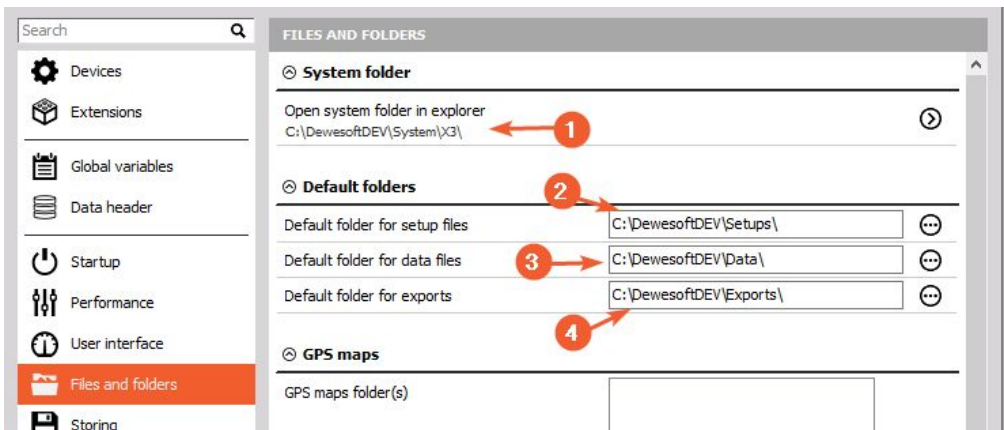 Search
Devices
Extensions
Global variables
Data header
Startup
Performance
User interface
Files and folders
Storing
FILES AND FOLDERS
System folder
Open system folder in explorer
C:\DewesoftDEV\System\X3\
1
Default folders
2
Default folder for setup files C:\DewesoftDEV\Setups\
Default folder for data files 3 C:\DewesoftDEV\Data\
Default folder for exports C:\DewesoftDEV\Exports\
4
GPS maps
GPS maps folder(s)